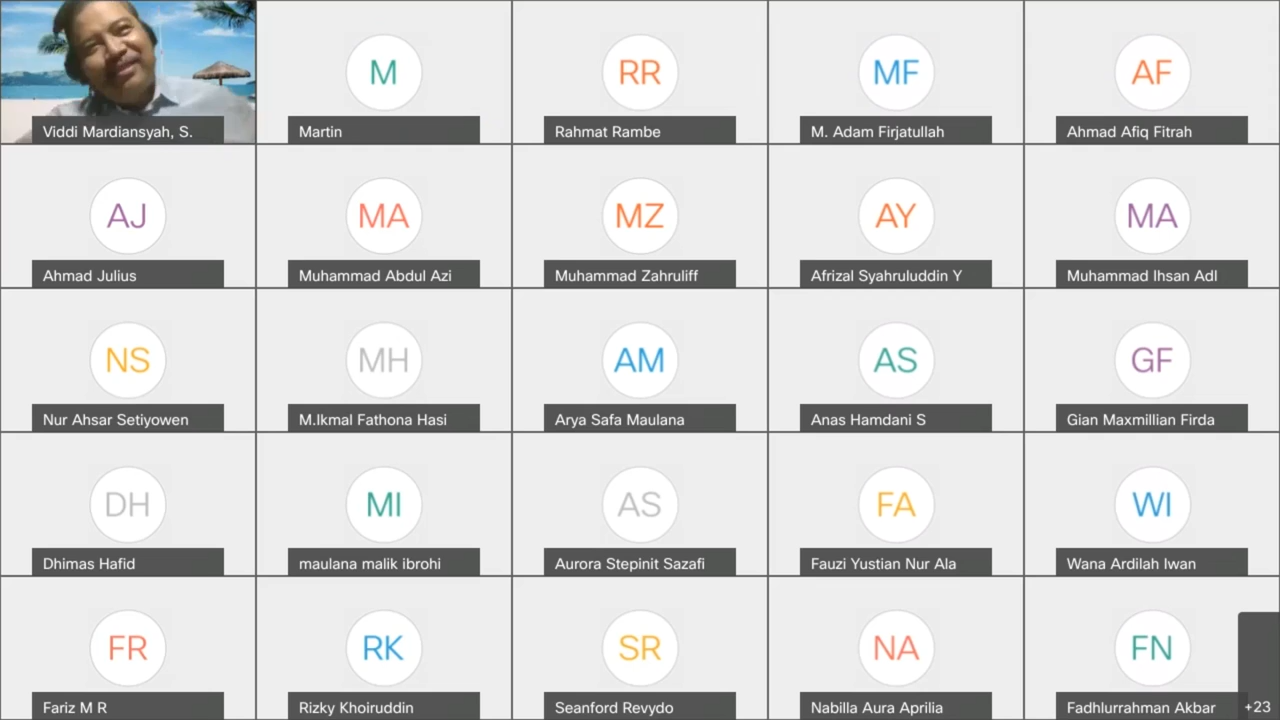 Viddi Mardiansyah, S.
M
Martin
RR
Rahmat Rambe
MF
M. Adam Firjatullah
AF
Ahmad Afiq Fitrah
AJ
Ahmad Julius
MA
Muhammad Abdul Azi
MZ
Muhammad Zahruliff
AY
Afrizal Syahruluddin Y
MA
Muhammad Ihsan Adl
NS
Nur Ahsar Setiyowen
MH
M.Ikmal Fathona Hasi
AM
Arya Safa Maulana
AS
Anas Hamdani S
GF
Gian Maxmillian Firda
DH
Dhimas Hafid
MI
maulana malik ibrohi
AS
Aurora Stepinit Sazafi
FA
Fauzi Yustian Nur Ala
WI
Wana Ardilah Iwan
FR
Fariz M R
RK
Rizky Khoiruddin
SR
Seanford Revydo
NA
Nabilla Aura Aprilia
FN
Fadhlurrahman Akbar
+23